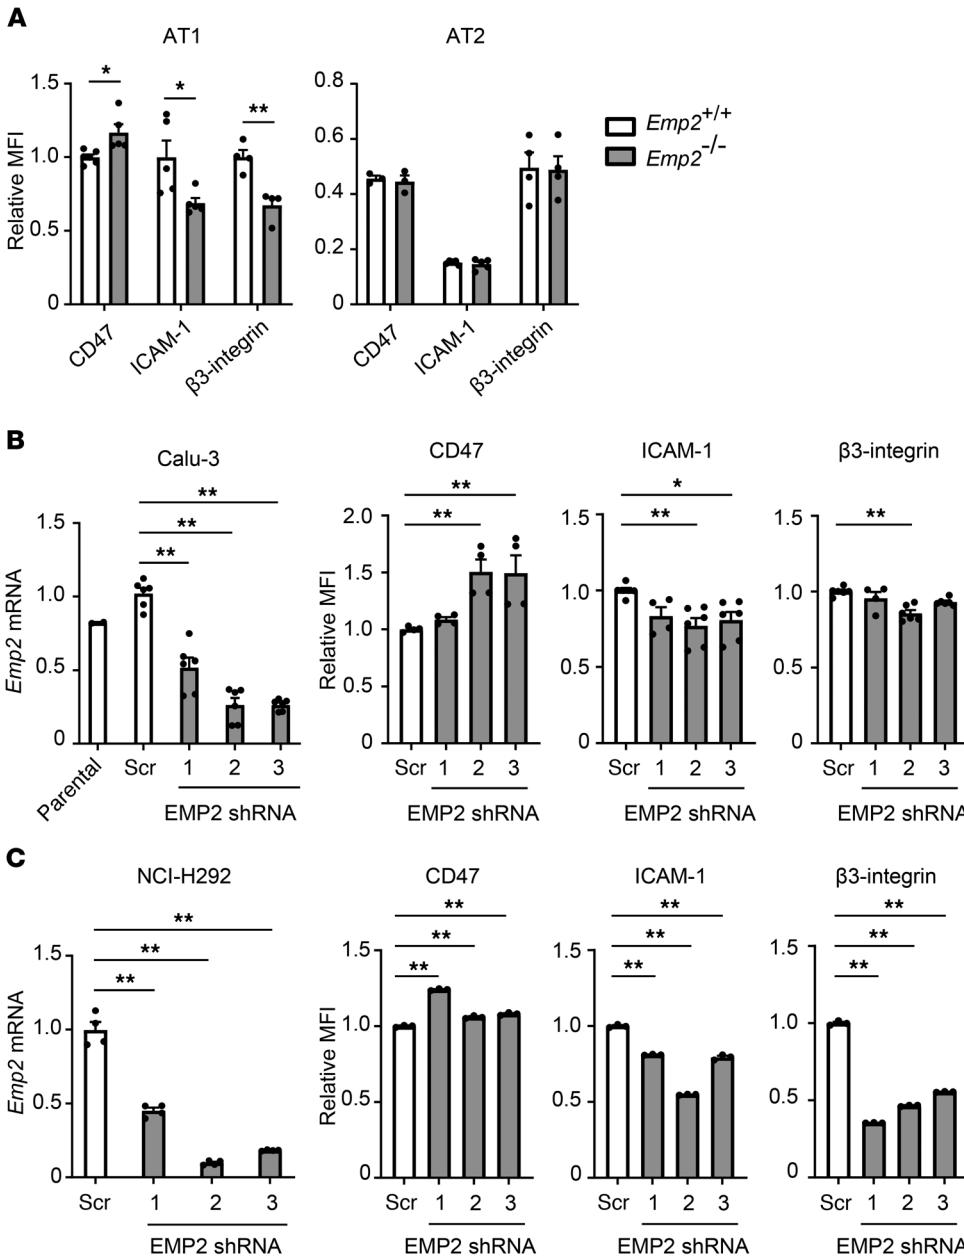 A
AT1
AT2
* * **
Relative MFI
1.5
1.0
0.5
0
CD47
ICAM-1
β3-integrin
0.8
0.6
0.4
0.2
0
CD47
ICAM-1
β3-integrin
Emp2+/+
Emp2-/-
B
Calu-3
**
**
**
Emp2 mRNA
1.5
1.0
0.5
0
Parental
Scr 1 2 3
EMP2 shRNA
CD47
**
**
Relative MFI
2.0
1.5
1.0
0.5
0
Scr 1 2 3
EMP2 shRNA
ICAM-1
*
**
1.5
1.0
0.5
0
Scr 1 2 3
EMP2 shRNA
β3-integrin
**
1.5
1.0
0.5
0
Scr 1 2 3
EMP2 shRNA
C
NCI-H292
**
**
**
Emp2 mRNA
1.5
1.0
0.5
0
Scr 1 2 3
EMP2 shRNA
CD47
**
**
**
Relative MFI
1.5
1.0
0.5
0
Scr 1 2 3
EMP2 shRNA
ICAM-1
**
**
**
1.5
1.0
0.5
0
Scr 1 2 3
EMP2 shRNA
β3-integrin
**
**
**
1.5
1.0
0.5
0
Scr 1 2 3
EMP2 shRNA